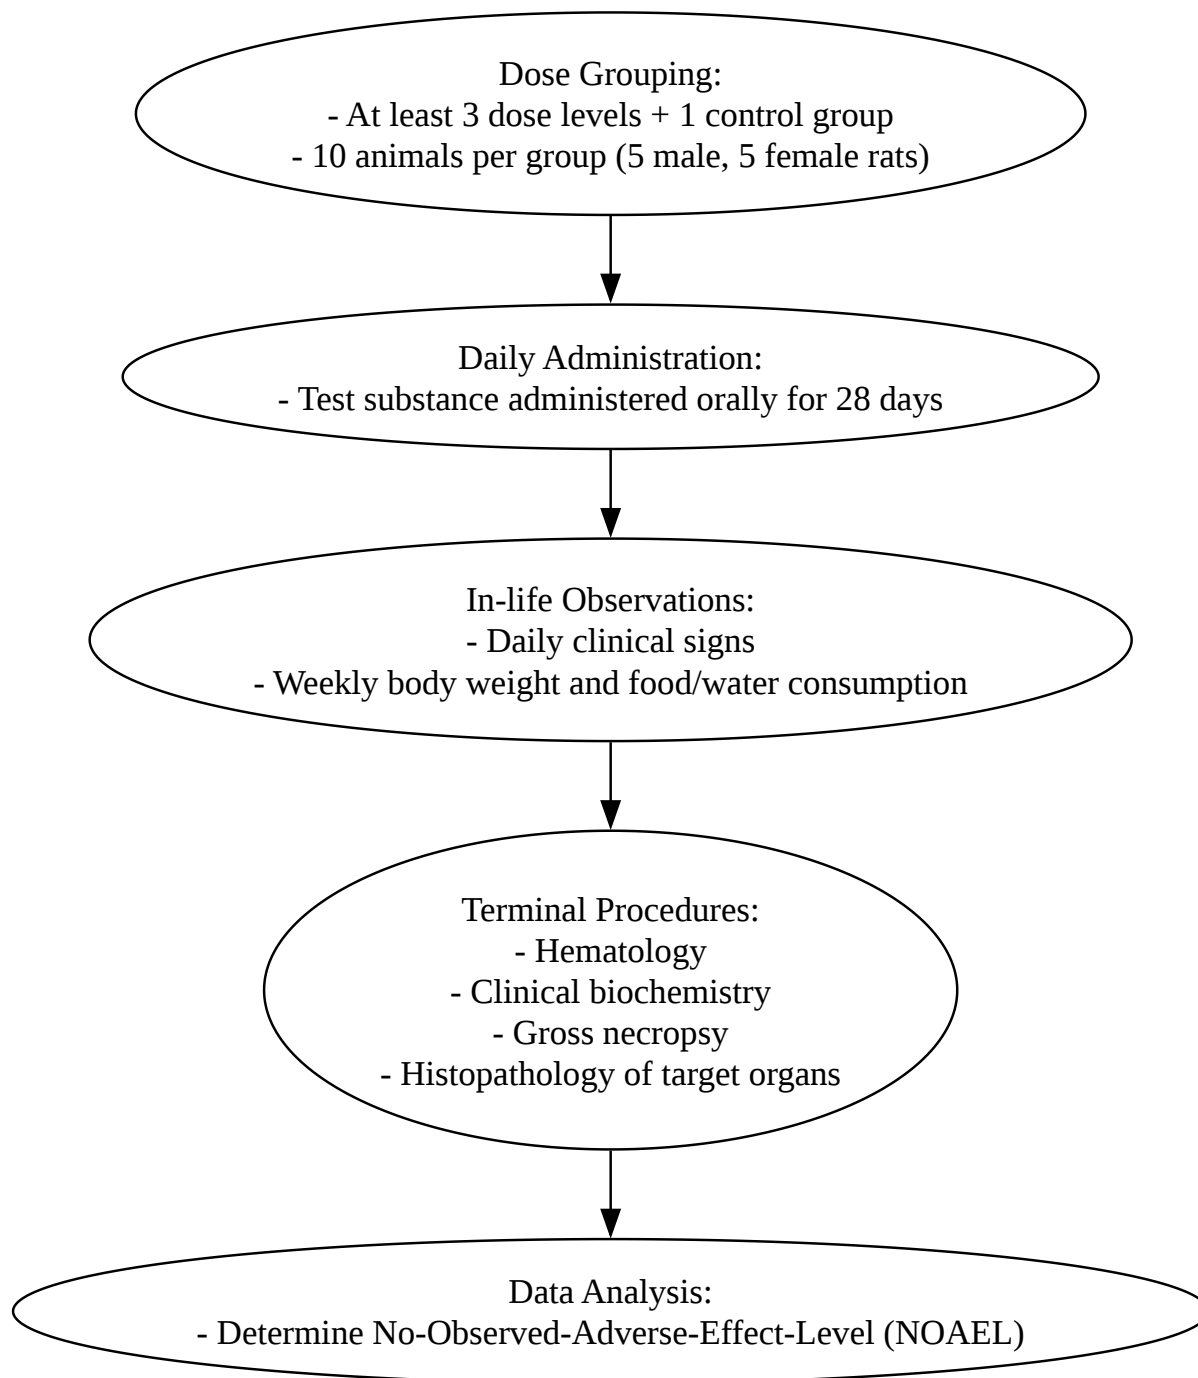 Dose Grouping:
- At least 3 dose levels + 1 control group
- 10 animals per group (5 male, 5 female rats)
Daily Administration:
- Test substance administered orally for 28 days
In-life Observations:
- Daily clinical signs
- Weekly body weight and food/water consumption
Terminal Procedures:
- Hematology
- Clinical biochemistry
- Gross necropsy
- Histopathology of target organs
Data Analysis:
- Determine No-Observed-Adverse-Effect-Level (NOAEL)